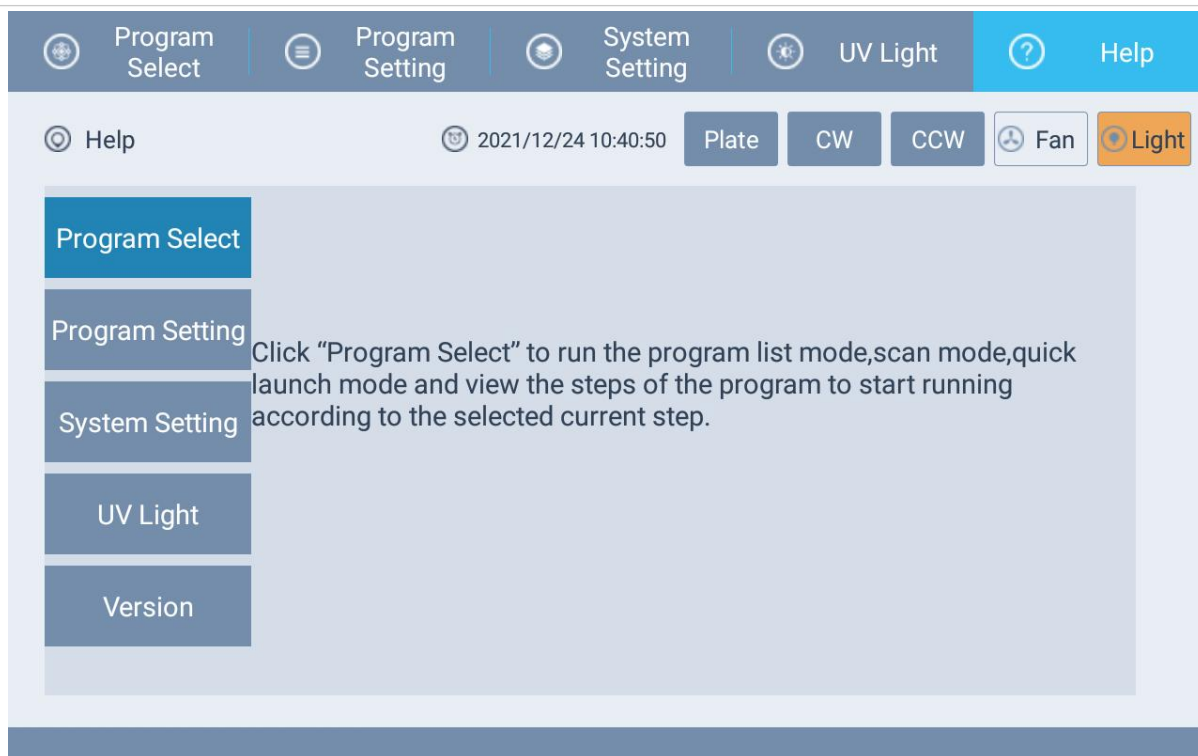 Program
Select
Program
Setting
System
Setting
UV Light
? Help
Help
2021/12/24 10:40:50
Plate
CW
CCW
Fan
Light
Program Select
Program Setting
System Setting
UV Light
Version
Click “Program Select” to run the program list mode,scan mode,quick
launch mode and view the steps of the program to start running
according to the selected current step.